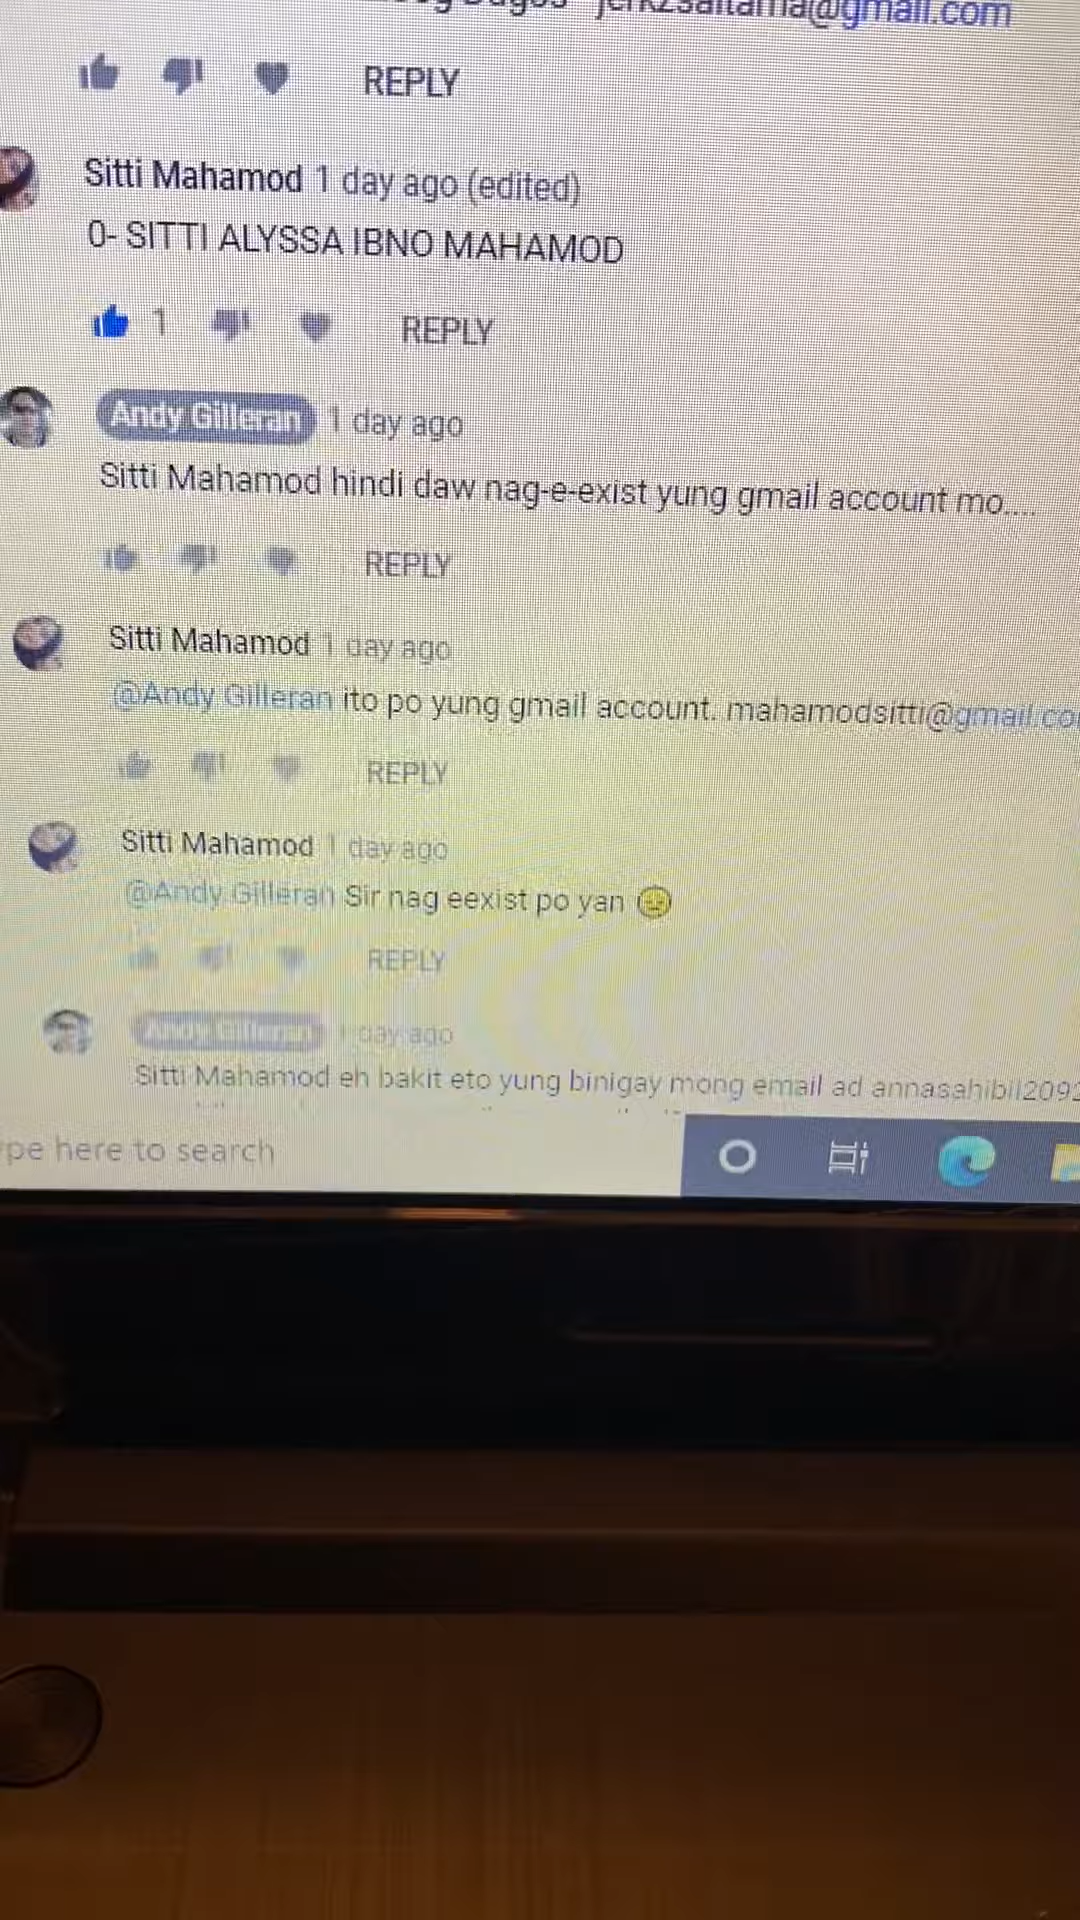 REPLY
Sitti Mahamod 1 day ago (edited)
0- SITTI ALYSSA IBNO MAHAMOD
1 REPLY
Andy Gilleran 1 day ago
Sitti Mahamod hindi daw nag-e-exist yung gmail account mo....
REPLY
Sitti Mahamod 1 day ago
@Andy Gilleran ito po yung gmail account. mahamodsitti@gmail.co
REPLY
Sitti Mahamod 1 day ago
@Andy Gilleran Sir nag eexist po yan
REPLY
Andy Gilleran 1 day ago
Sitti Mahamod eh bakit eto yung binigay mong email ad annasahibil209
pe here to search